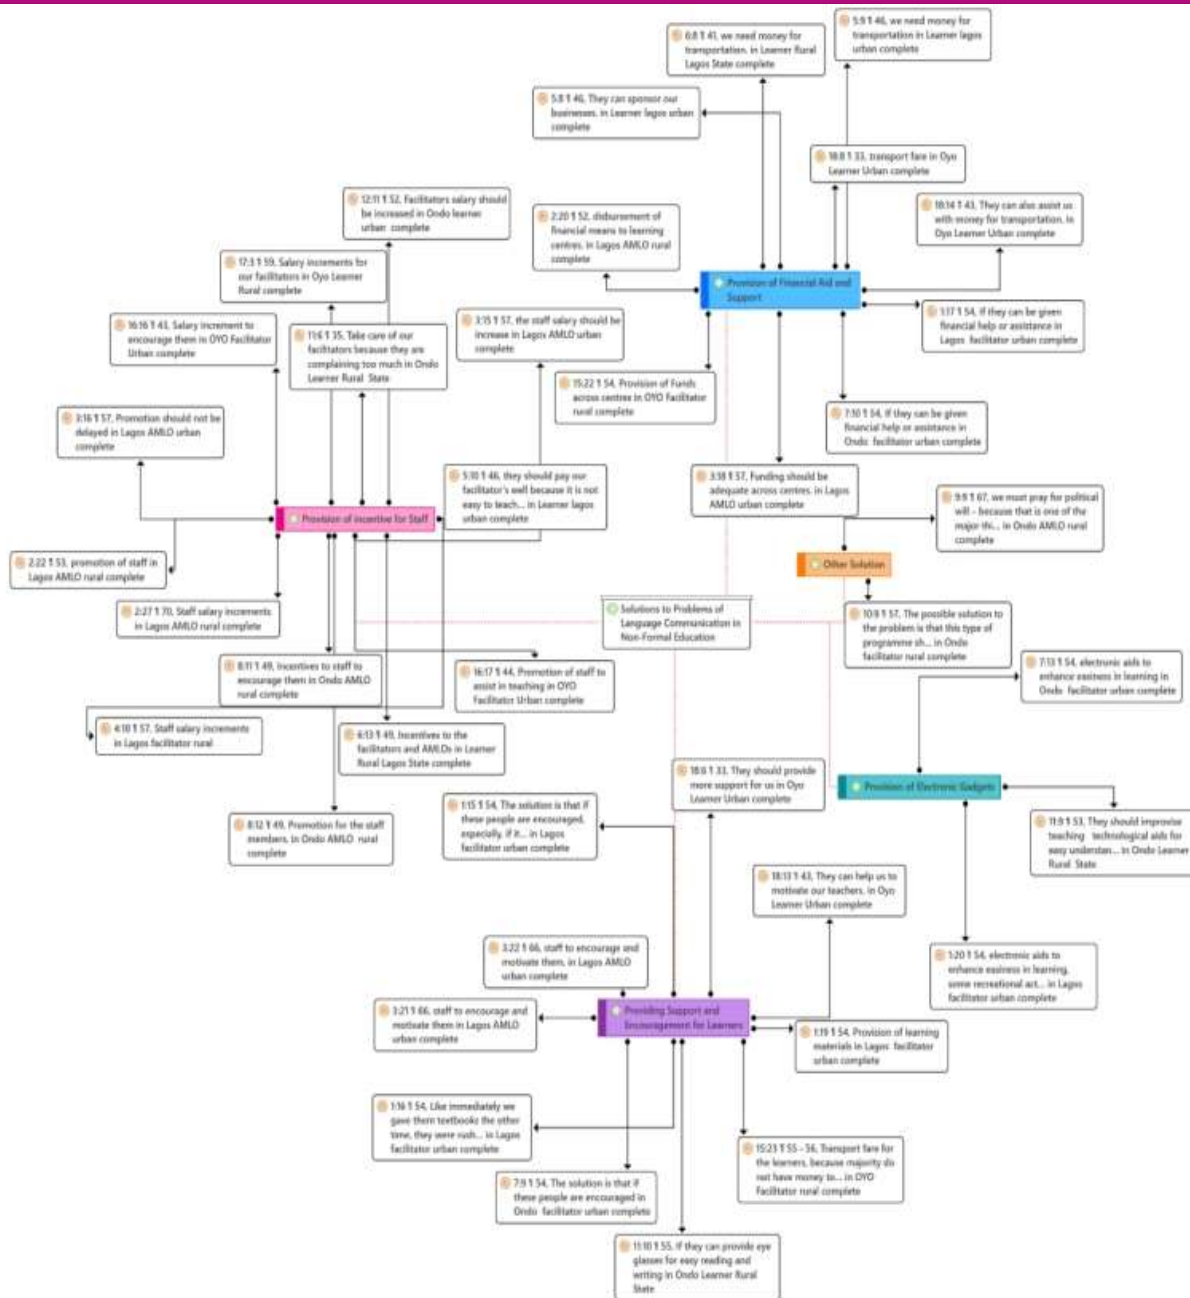 6:8 ¶ 41, we need money for
transportation. in Learner Rural
Lagos State complete
5:9 ¶ 46, we need money for
transportation in Learner lagos
urban complete
5:8 ¶ 46, They can sponsor our
businesses. in Learner lagos urban
complete
18:8 ¶ 33, transport fare in Oyo
Learner Urban complete
12:11 ¶ 52, Facilitators salary should
be increased in Ondo learner
urban complete
2:20 ¶ 52, disbursement of
financial means to learning
centres. in Lagos AMLO rural
complete
18:14 ¶ 43, They can also assist us
with money for transportation. in
Oyo Learner Urban complete
17:3 ¶ 59, Salary increments for
our facilitators in Oyo Learner
Rural complete
Provision of Financial Aid and
Support
16:16 ¶ 43, Salary increment to
encourage them in OYO Facilitator
Urban complete
11:6 ¶ 35, Take care of our
facilitators because they are
complaining too much in Ondo
Learner Rural State
3:15 ¶ 57, the staff salary should be
increase in Lagos AMLO urban
complete
1:17 ¶ 54, If they can be given
financial help or assistance in
Lagos facilitator urban complete
15:22 ¶ 54, Provision of Funds
across centres in OYO Facilitator
rural complete
3:16 ¶ 57, Promotion should not be
delayed in Lagos AMLO urban
complete
7:10 ¶ 54, If they can be given
financial help or assistance in
Ondo facilitator urban complete
5:10 ¶ 46, they should pay our
facilitator's well because it is not
easy to teach... in Learner lagos
urban complete
3:18 ¶ 57, Funding should be
adequate across centres. in Lagos
AMLO urban complete
9:9 ¶ 67, we must pray for political
will - because that is one of the
major thi... in Ondo AMLO rural
complete
Provision of incentive for Staff
2:22 ¶ 53, promotion of staff in
Lagos AMLO rural complete
Other Solution
2:27 ¶ 70, Staff salary increments
in Lagos AMLO rural complete
Solutions to Problems of
Language Communication in
Non-Formal Education
10:9 ¶ 57, The possible solution to
the problem is that this type of
programme sh... in Ondo
facilitator rural complete
8:11 ¶ 49, Incentives to staff to
encourage them in Ondo AMLO
rural complete
16:17 ¶ 44, Promotion of staff to
assist in teaching in OYO
Facilitator Urban complete
7:13 ¶ 54, electronic aids to
enhance easiness in learning in
Ondo facilitator urban complete
4:10 ¶ 57, Staff salary increments
in Lagos facilitator rural
6:13 ¶ 49, Incentives to the
facilitators and AMLOs in Learner
Rural Lagos State complete
18:6 ¶ 33, They should provide
more support for us in Oyo
Learner Urban complete
Provision of Electronic Gadgets
8:12 ¶ 49, Promotion for the staff
members. in Ondo AMLO rural
complete
1:15 ¶ 54, The solution is that if
these people are encouraged,
especially, if it... in Lagos
facilitator urban complete
11:9 ¶ 53, They should improvise
teaching technological aids for
easy understan... in Ondo Learner
Rural State
18:13 ¶ 43, They can help us to
motivate our teachers. in Oyo
Learner Urban complete
3:22 ¶ 66, staff to encourage and
motivate them, in Lagos AMLO
urban complete
1:20 ¶ 54, electronic aids to
enhance easiness in learning,
some recreational act... in Lagos
facilitator urban complete
3:21 ¶ 66, staff to encourage and
motivate them in Lagos AMLO
urban complete
Providing Support and
Encouragement for Learners
1:19 ¶ 54, Provision of learning
materials in Lagos facilitator
urban complete
1:16 ¶ 54, Like immediately we
gave them textbooks the other
time, they were rush... in Lagos
facilitator urban complete
15:23 ¶ 55 - 56, Transport fare for
the learners, because majority do
not have money to... in OYO
Facilitator rural complete
7:9 ¶ 54, The solution is that if
these people are encouraged in
Ondo facilitator urban complete
11:10 ¶ 55, If they can provide eye
glasses for easy reading and
writing in Ondo Learner Rural
State